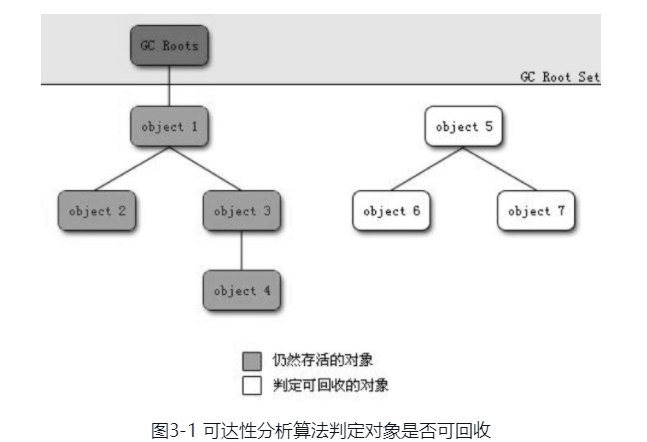 GC Roots
GC Root Set
object 1
object 5
object 2
object 3
object 6
object 7
object 4
仍然存活的对象
判定可回收的对象
图3-1 可达性分析算法判定对象是否可回收